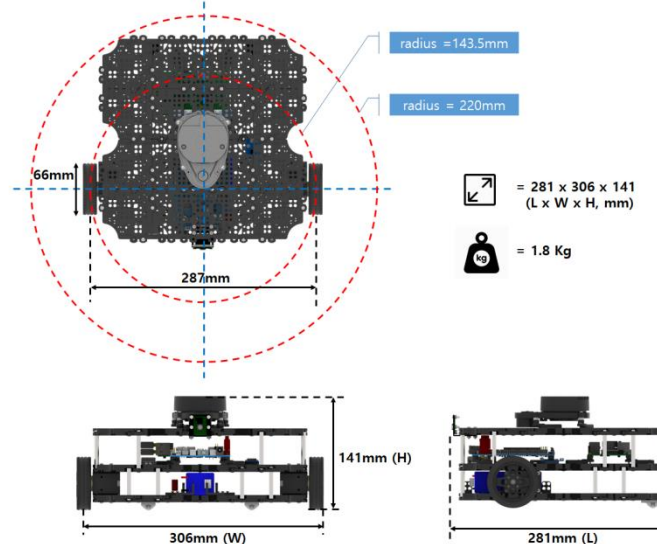 radius =143.5mm
radius = 220mm
66mm
= 281 x 306 x 141
(L x W x H, mm)
kg
= 1.8 Kg
287mm
141mm (H)
306mm (W)
281mm (L)